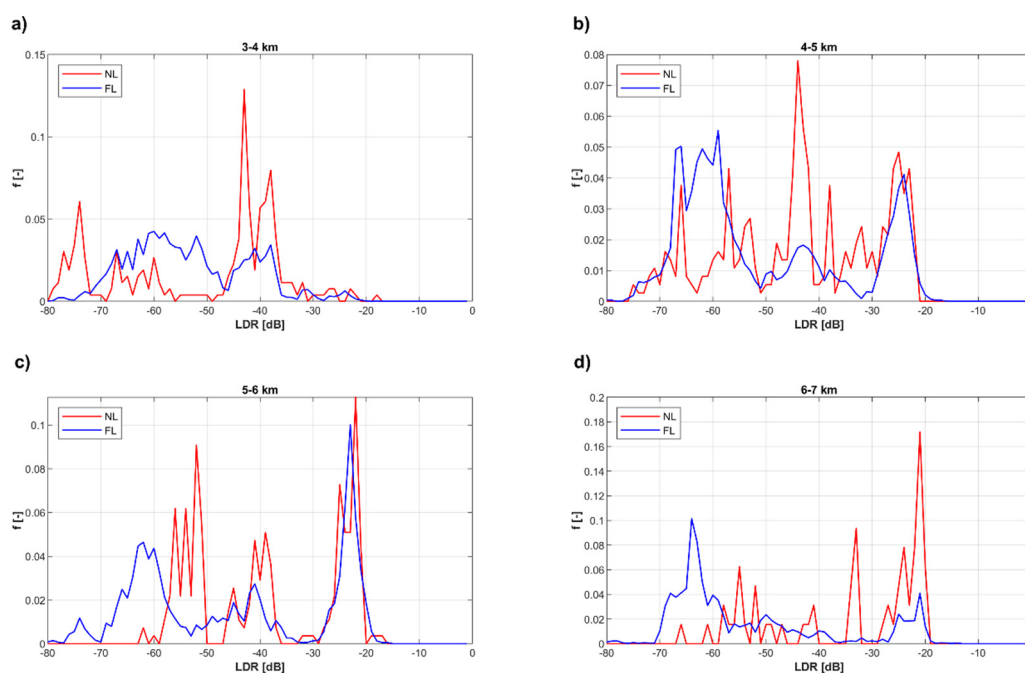 a)
3-4 km
0.15
0.1
0.05
0
f [-]
NL
FL
-80 -70 -60 -50 -40 -30 -20 -10 0
LDR [dB]
b)
4-5 km
0.08
0.07
0.06
0.05
0.04
0.03
0.02
0.01
0
f [-]
NL
FL
-80 -70 -60 -50 -40 -30 -20 -10
LDR [dB]
c)
5-6 km
0.1
0.08
0.06
0.04
0.02
0
f [-]
NL
FL
-80 -70 -60 -50 -40 -30 -20 -10 0
LDR [dB]
d)
6-7 km
0.2
0.18
0.16
0.14
0.12
0.1
0.08
0.06
0.04
0.02
0
f [-]
NL
FL
-80 -70 -60 -50 -40 -30 -20 -10
LDR [dB]